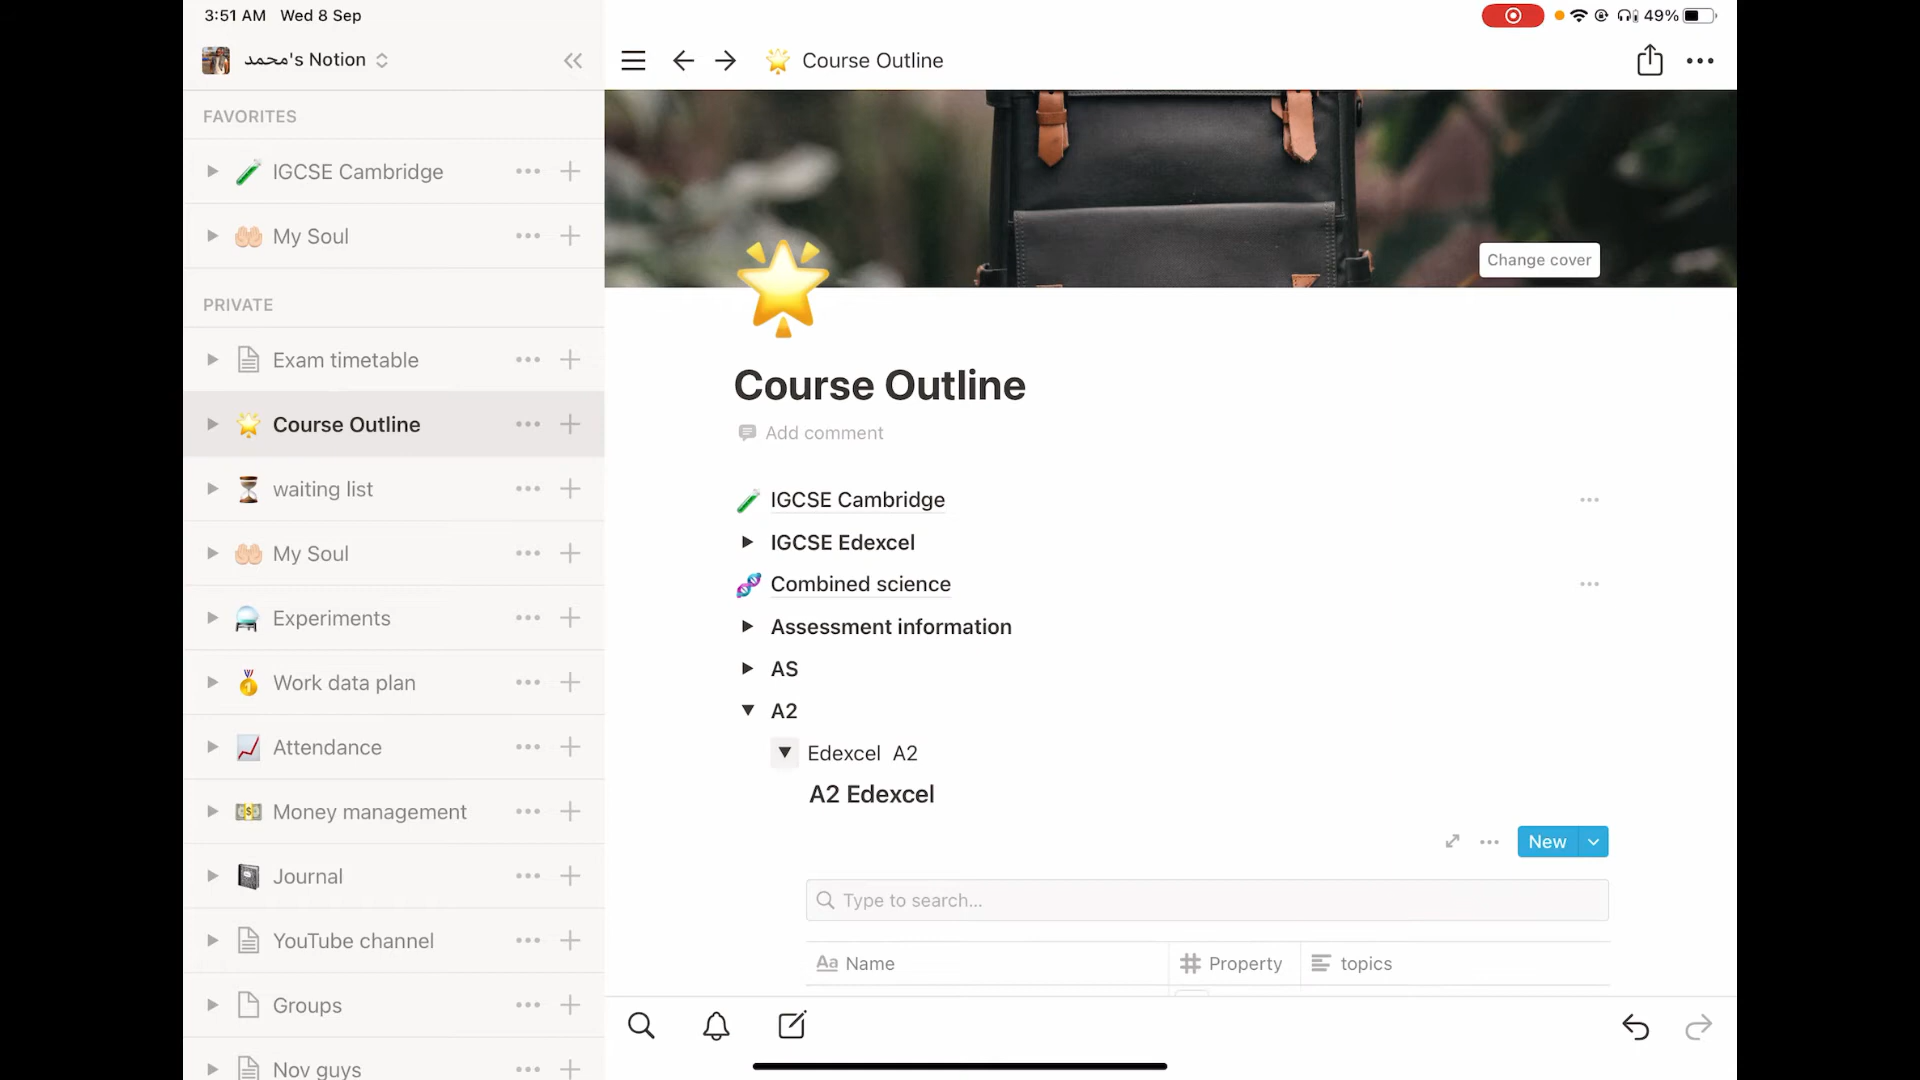 3:51 AM Wed 8 Sep
49%
محمد's Notion
Course Outline
FAVORITES
IGCSE Cambridge
My Soul
PRIVATE
Exam timetable
Course Outline
waiting list
My Soul
Experiments
Work data plan
Attendance
Money management
Journal
YouTube channel
Groups
Nov guys
Change cover
Course Outline
Add comment
IGCSE Cambridge
IGCSE Edexcel
Combined science
Assessment information
AS
A2
Edexcel A2
A2 Edexcel
New
Type to search...
Aa Name
Property
topics